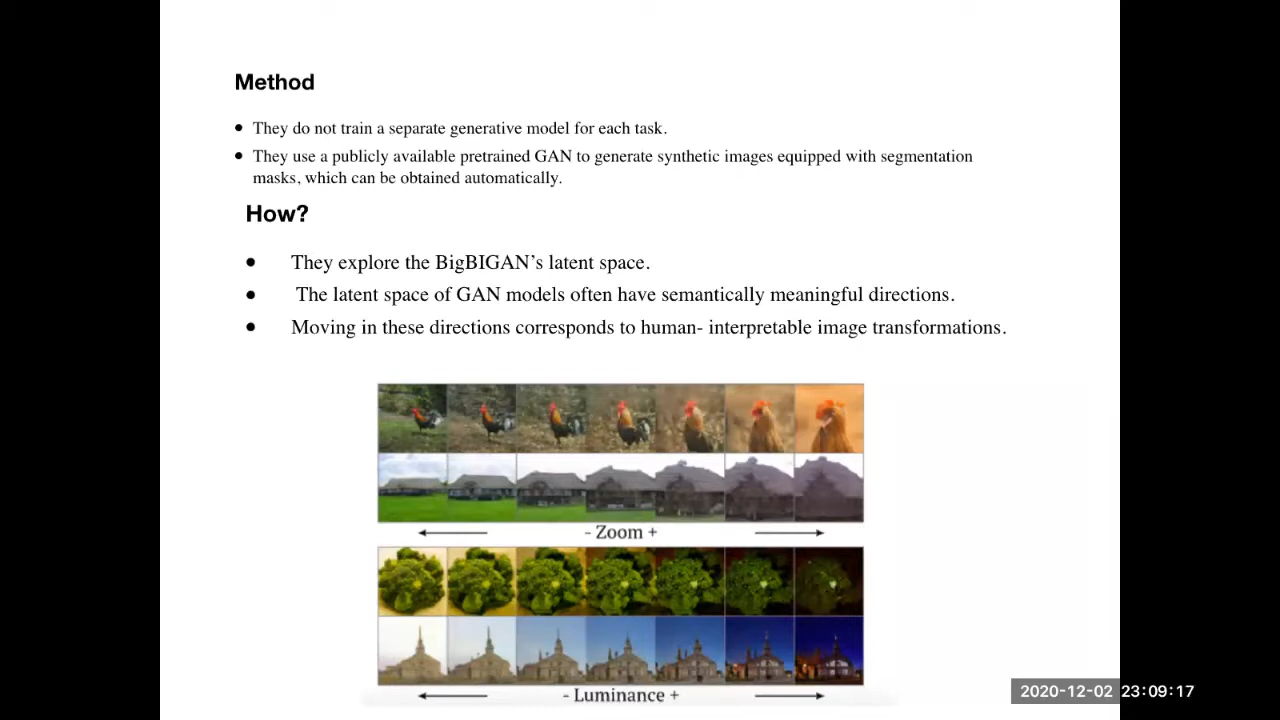 Method
● They do not train a separate generative model for each task.
● They use a publicly available pretrained GAN to generate synthetic images equipped with segmentation
masks, which can be obtained automatically.
How?
● They explore the BigBIGAN’s latent space.
● The latent space of GAN models often have semantically meaningful directions.
● Moving in these directions corresponds to human- interpretable image transformations.
- Zoom +
- Luminance +
2020-12-02 23:09:17